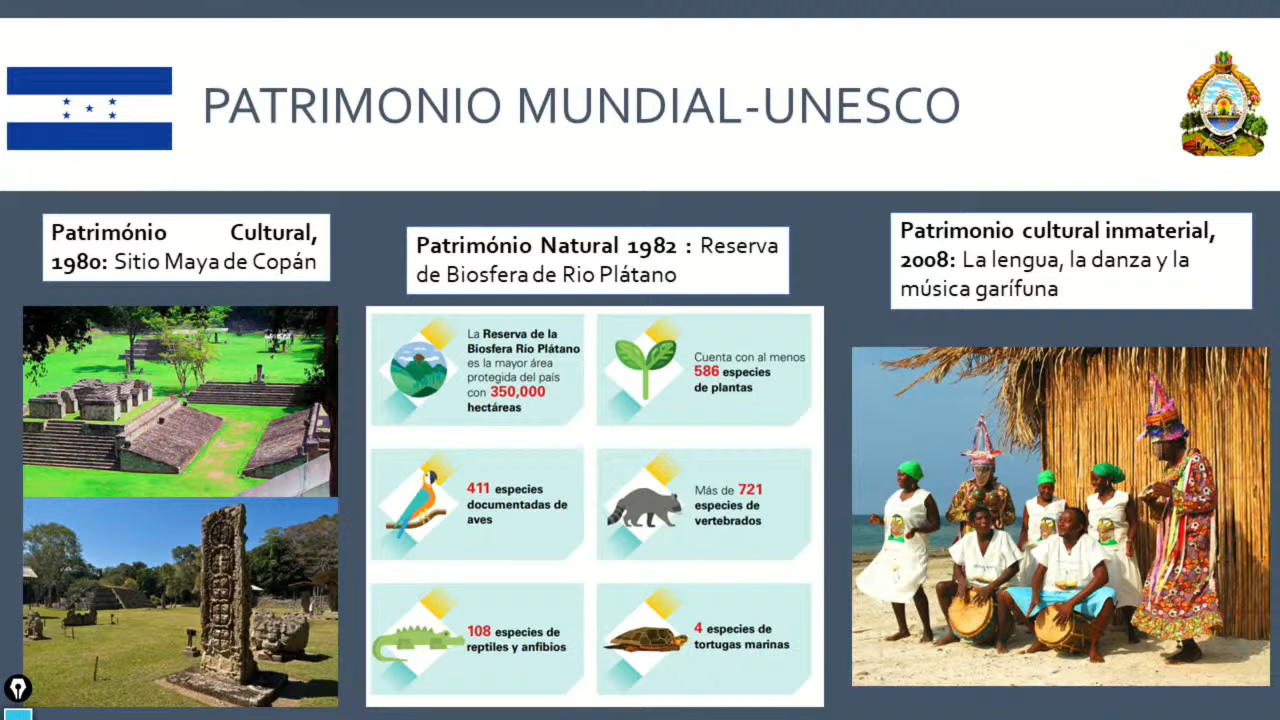 PATRIMONIO MUNDIAL-UNESCO
Património Cultural,
1980: Sitio Maya de Copán
Património Natural 1982 : Reserva
de Biosfera de Rio Plátano
Patrimonio cultural inmaterial,
2008: La lengua, la danza y la
música garífuna
La Reserva de la
Biosfera Río Plátano
es la mayor área
protegida del país
con 350,000
hectáreas
Cuenta con al menos
586 especies
de plantas
411 especies
documentadas de
aves
Más de 721
especies de
vertebrados
108 especies de
reptiles y anfibios
4 especies de
tortugas marinas